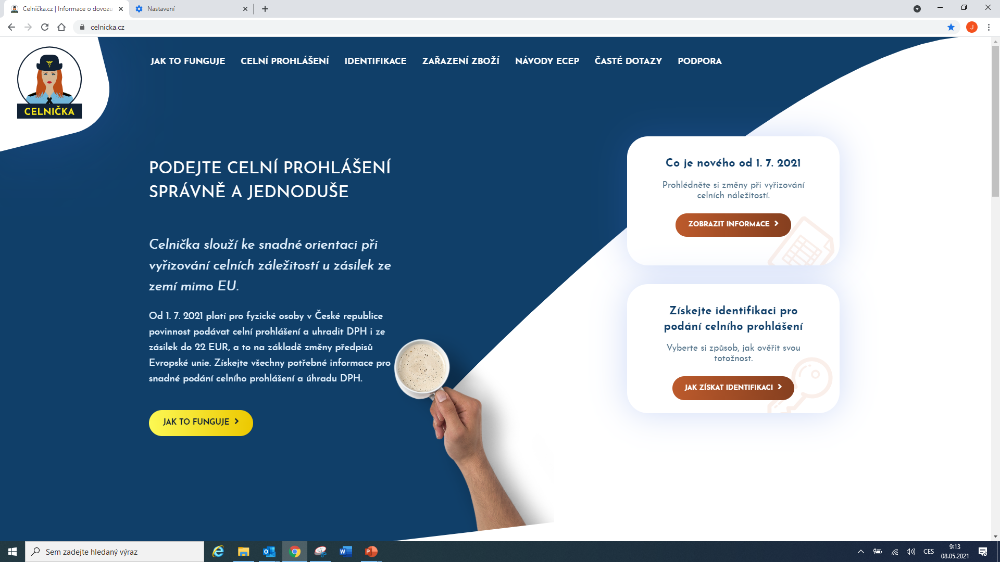 Celnička.cz | Informace o dovozu
Nastavení
celnicka.cz
J
CELNIČKA
JAK TO FUNGUJE
CELNÍ PROHLÁŠENÍ
IDENTIFIKACE
ZAŘAZENÍ ZBOŽÍ
NÁVODY ECEP
ČASTÉ DOTAZY
PODPORA
PODEJTE CELNÍ PROHLÁŠENÍ
SPRÁVNĚ A JEDNODUŠE
Celnička slouží ke snadné orientaci při
vyřizování celních záležitostí u zásilek ze
zemí mimo EU.
Od 1. 7. 2021 platí pro fyzické osoby v České republice
povinnost podávat celní prohlášení a uhradit DPH i ze
zásilek do 22 EUR, a to na základě změny předpisů
Evropské unie. Získejte všechny potřebné informace pro
snadné podání celního prohlášení a úhradu DPH.
JAK TO FUNGUJE
Co je nového od 1. 7. 2021
Prohlédněte si změny při vyřizování
celních náležitostí.
ZOBRAZIT INFORMACE
Získejte identifikaci pro
podání celního prohlášení
Vyberte si způsob, jak ověřit svou
totožnost.
JAK ZÍSKAT IDENTIFIKACI
Sem zadejte hledaný výraz
CES
9:13
08.05.2021